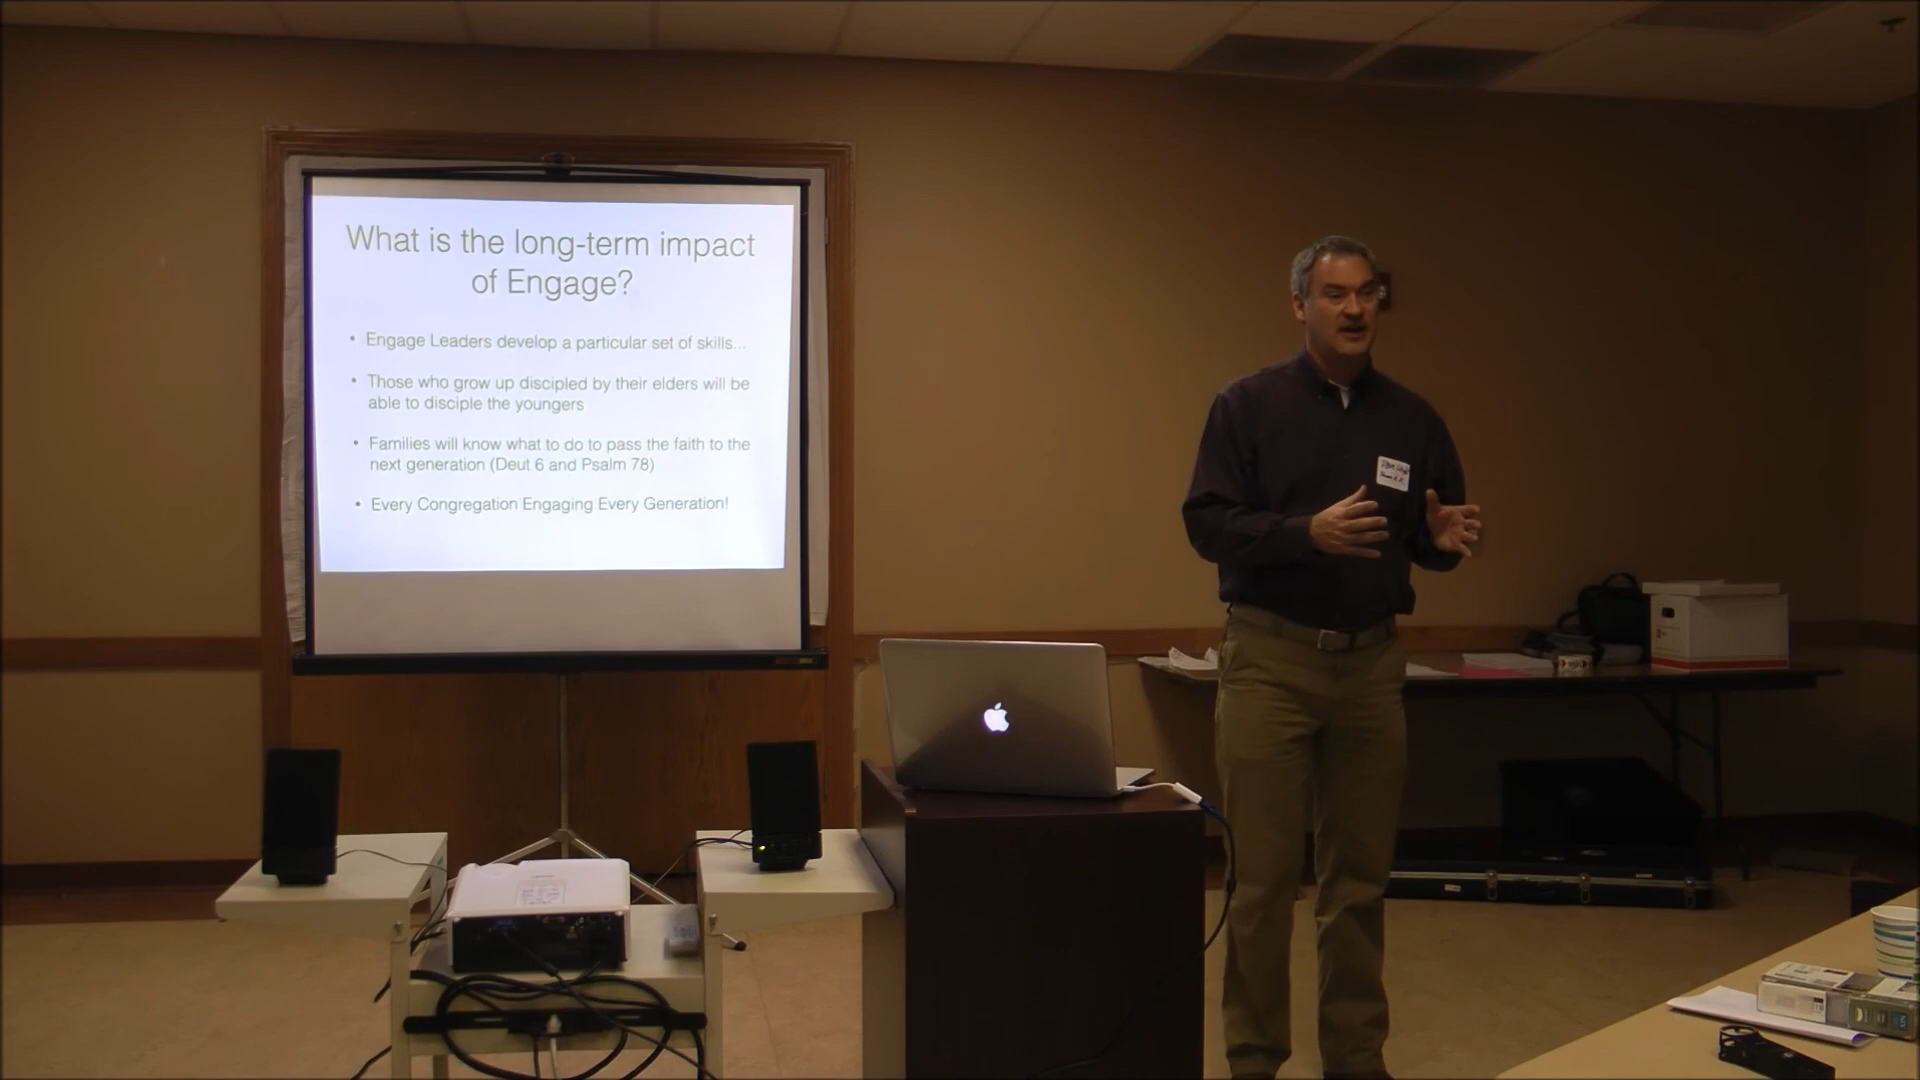 What is the long-term impact
of Engage?
• Engage Leaders develop a particular set of skills...
• Those who grow up discipled by their elders will be
able to disciple the youngers
• Families will know what to do to pass the faith to the
next generation (Deut 6 and Psalm 78)
• Every Congregation Engaging Every Generation!